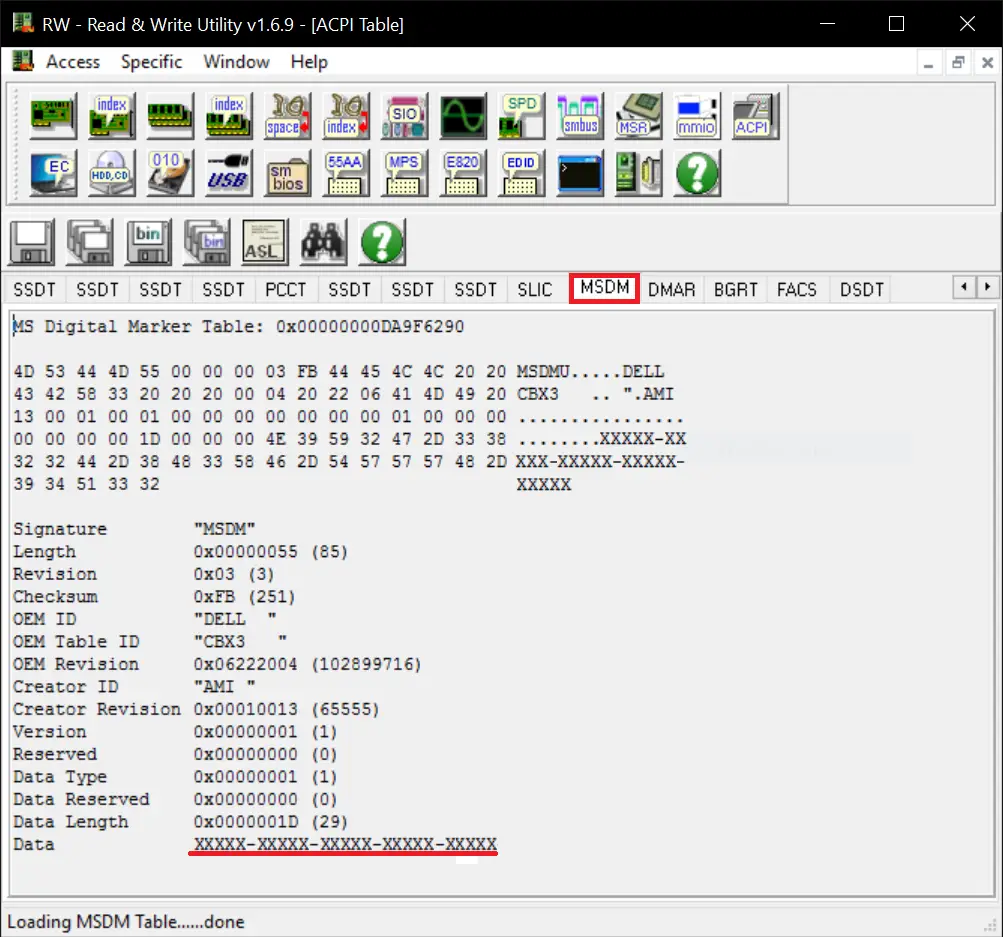 RW - Read & Write Utility v1.6.9 - [ACPI Table]
Access Specific Window Help
index index space index SIO SPD smbus MSR mmio ACPI
EC HDD,CD 010 USB sm bios 55AA MPS E820 EDID
bin bin ASL
SSDT SSDT SSDT SSDT PCCT SSDT SSDT SSDT SLIC MSDM DMAR BGRT FACS DSDT
MS Digital Marker Table: 0x00000000DA9F6290
4D 53 44 4D 55 00 00 00 03 FB 44 45 4C 4C 20 20 MSDMU.....DELL
43 42 58 33 20 20 20 00 04 20 22 06 41 4D 49 20 CBX3   .. ".AMI
13 00 01 00 01 00 00 00 00 00 00 00 01 00 00 00 ................
00 00 00 00 1D 00 00 00 4E 39 59 32 47 2D 33 38 ........XXXXX-XX
32 32 44 2D 38 48 33 58 46 2D 54 57 57 57 48 2D XXX-XXXXX-XXXXX-
39 34 51 33 32 XXXXX
Signature "MSDM"
Length 0x00000055 (85)
Revision 0x03 (3)
Checksum 0xFB (251)
OEM ID "DELL  "
OEM Table ID "CBX3   "
OEM Revision 0x06222004 (102899716)
Creator ID "AMI "
Creator Revision 0x00010013 (65555)
Version 0x00000001 (1)
Reserved 0x00000000 (0)
Data Type 0x00000001 (1)
Data Reserved 0x00000000 (0)
Data Length 0x0000001D (29)
Data XXXXX-XXXXX-XXXXX-XXXXX-XXXXX
Loading MSDM Table......done